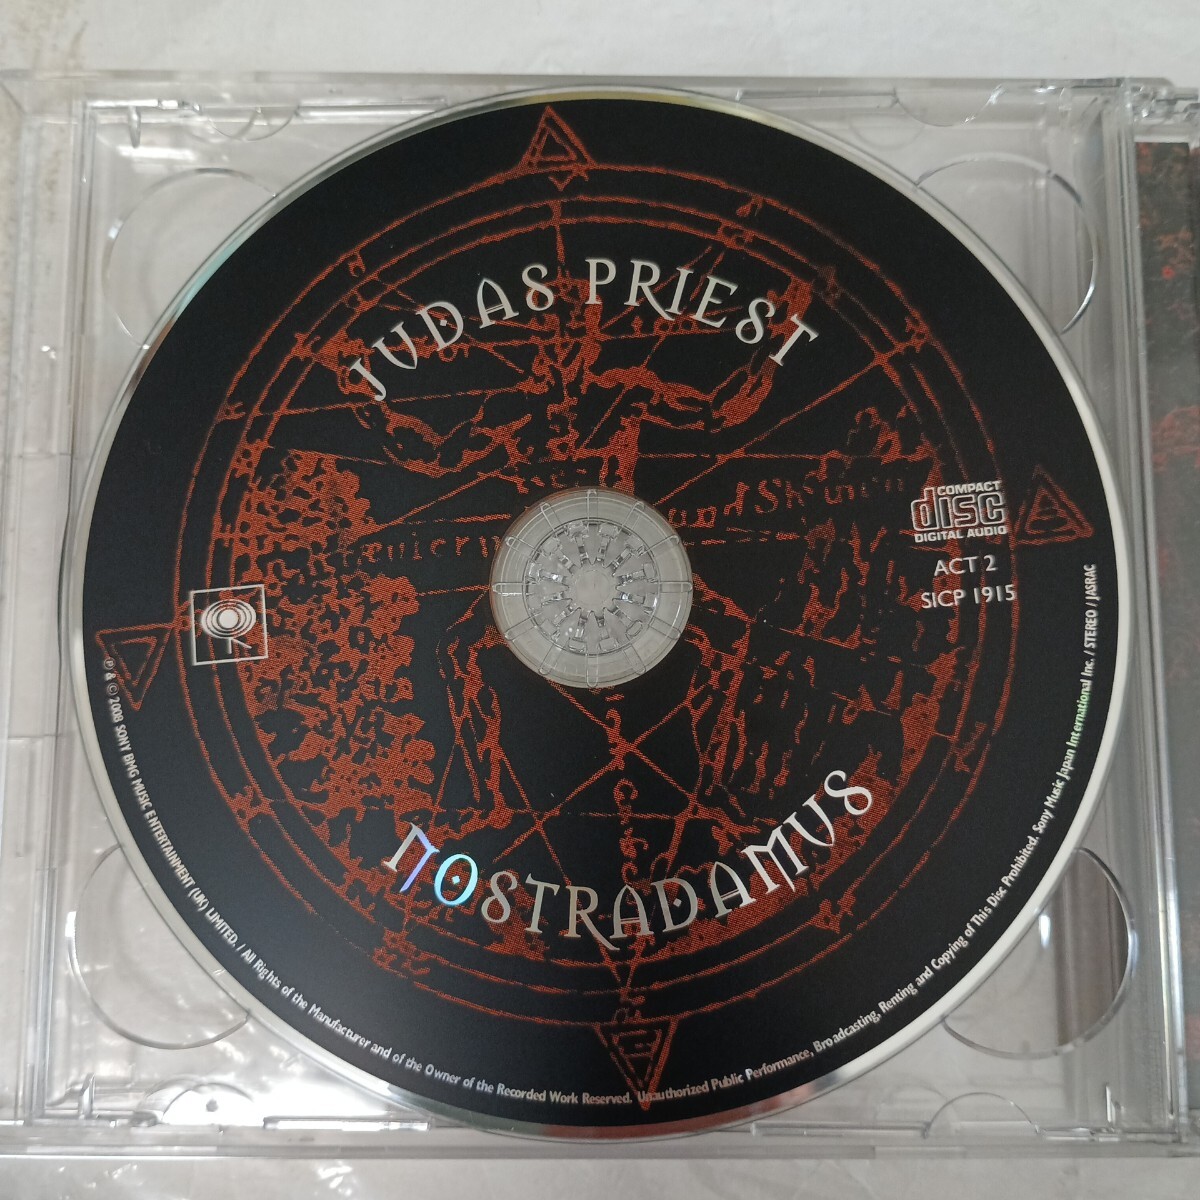 JUDAS PRIEST
COMPACT
disc
DIGITAL AUDIO
ACT 2
SICP 1915
NOSTRADAMUS
℗ & © 2008 SONY BMG MUSIC ENTERTAINMENT (UK) LIMITED. / All Rights of the Manufacturer and of the Owner of the Recorded Work Reserved. Unauthorized Public Performance, Broadcasting, Renting and Copying of This Disc Prohibited. Sony Music Japan International Inc. / STEREO / JASRAC